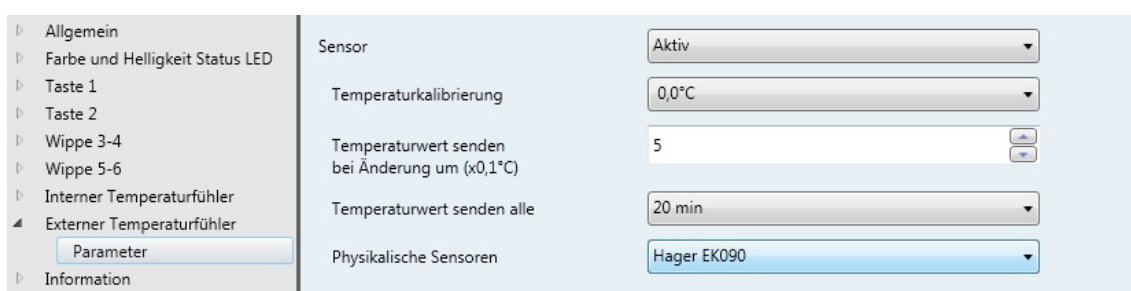 Allgemein
Farbe und Helligkeit Status LED
Taste 1
Taste 2
Wippe 3-4
Wippe 5-6
Interner Temperaturfühler
Externer Temperaturfühler
Parameter
Information
Sensor
Aktiv
Temperaturkalibrierung
0,0°C
Temperaturwert senden
bei Änderung um (x0,1°C)
5
Temperaturwert senden alle
20 min
Physikalische Sensoren
Hager EK090